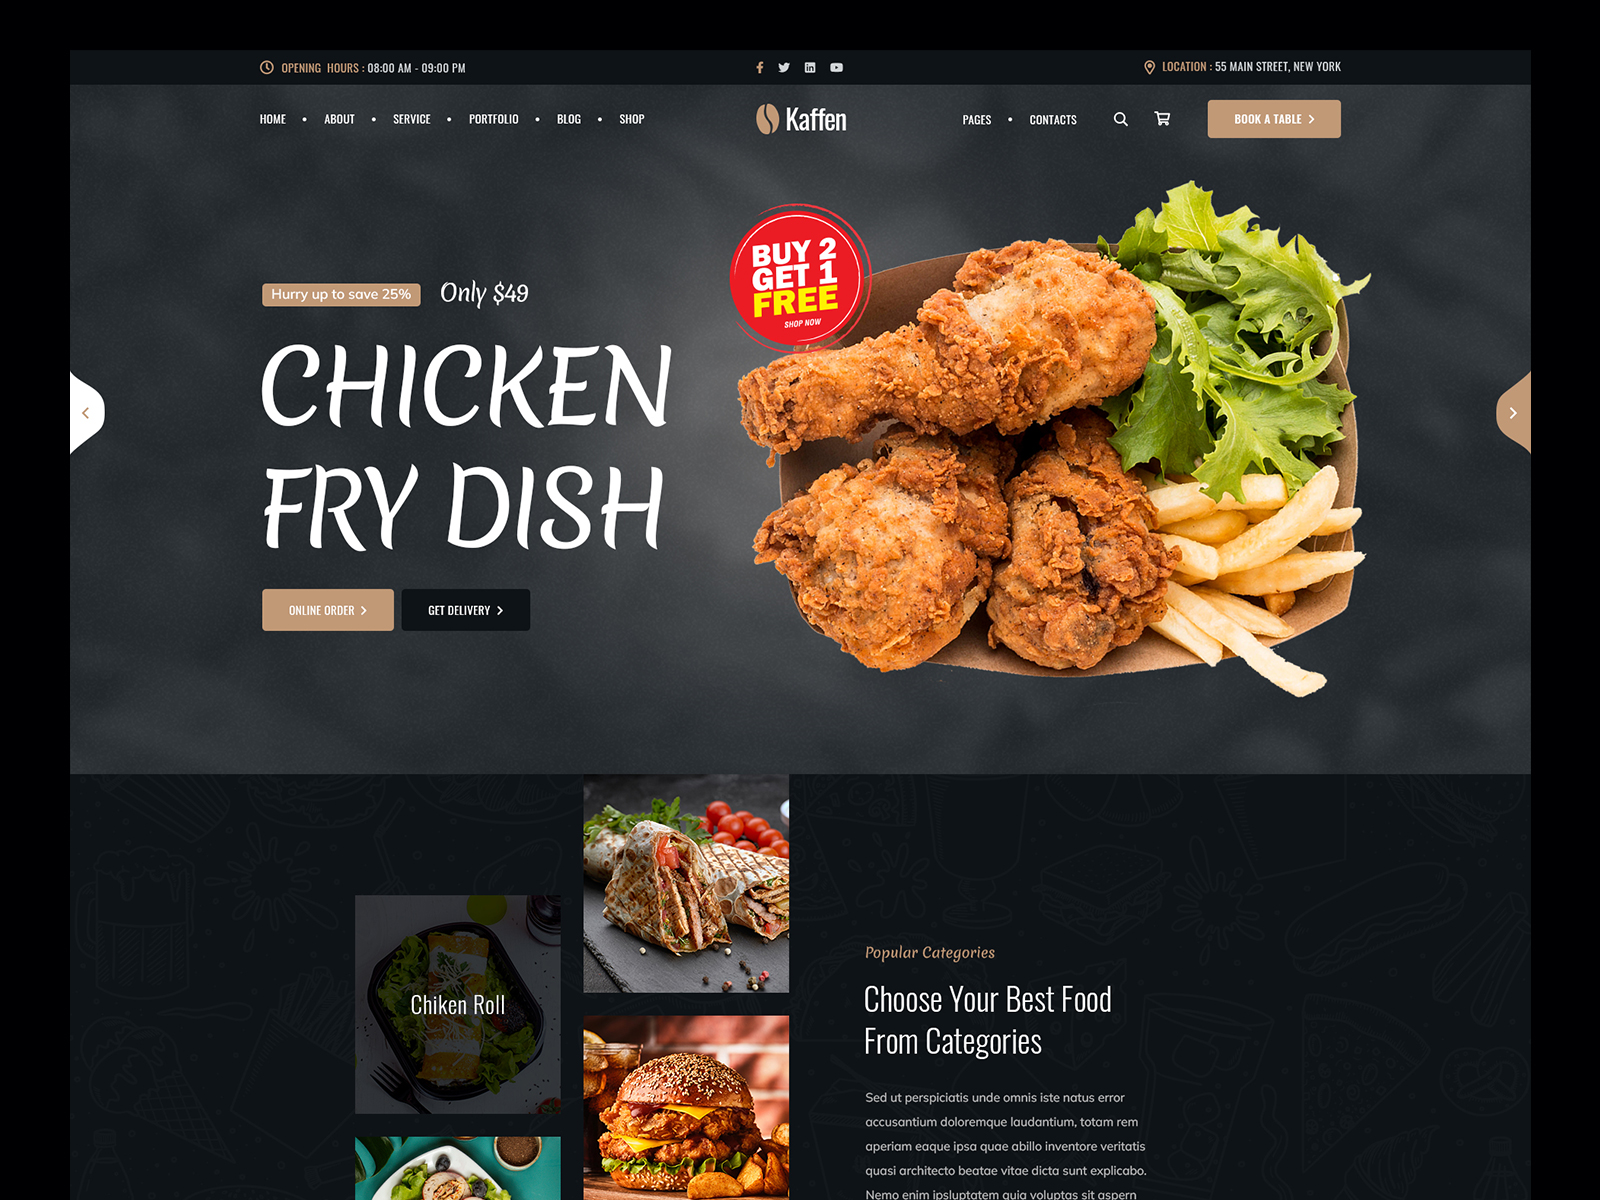 OPENING HOURS : 08:00 AM - 09:00 PM
LOCATION : 55 MAIN STREET, NEW YORK
HOME • ABOUT • SERVICE • PORTFOLIO • BLOG • SHOP
Kaffen
PAGES • CONTACTS
BOOK A TABLE
Hurry up to save 25%
Only $49
CHICKEN
FRY DISH
ONLINE ORDER
GET DELIVERY
BUY 2
GET 1
FREE
SHOP NOW
Chiken Roll
Popular Categories
Choose Your Best Food
From Categories
Sed ut perspiciatis unde omnis iste natus error
accusantium doloremque laudantium, totam rem
aperiam eaque ipsa quae abillo inventore veritatis
quasi architecto beatae vitae dicta sunt explicabo.
Nemo enim ipsluptatem quia voluptas sit aspern